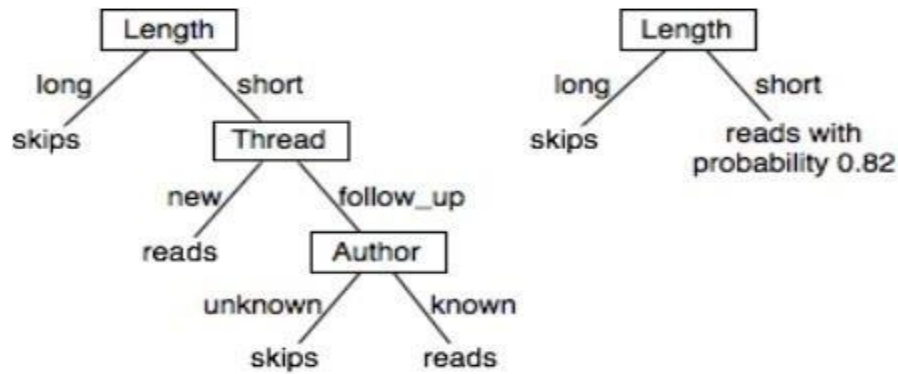 Length
Length
long
short
long
short
skips
Thread
skips
reads with
probability 0.82
new
follow_up
reads
Author
unknown
known
skips
reads